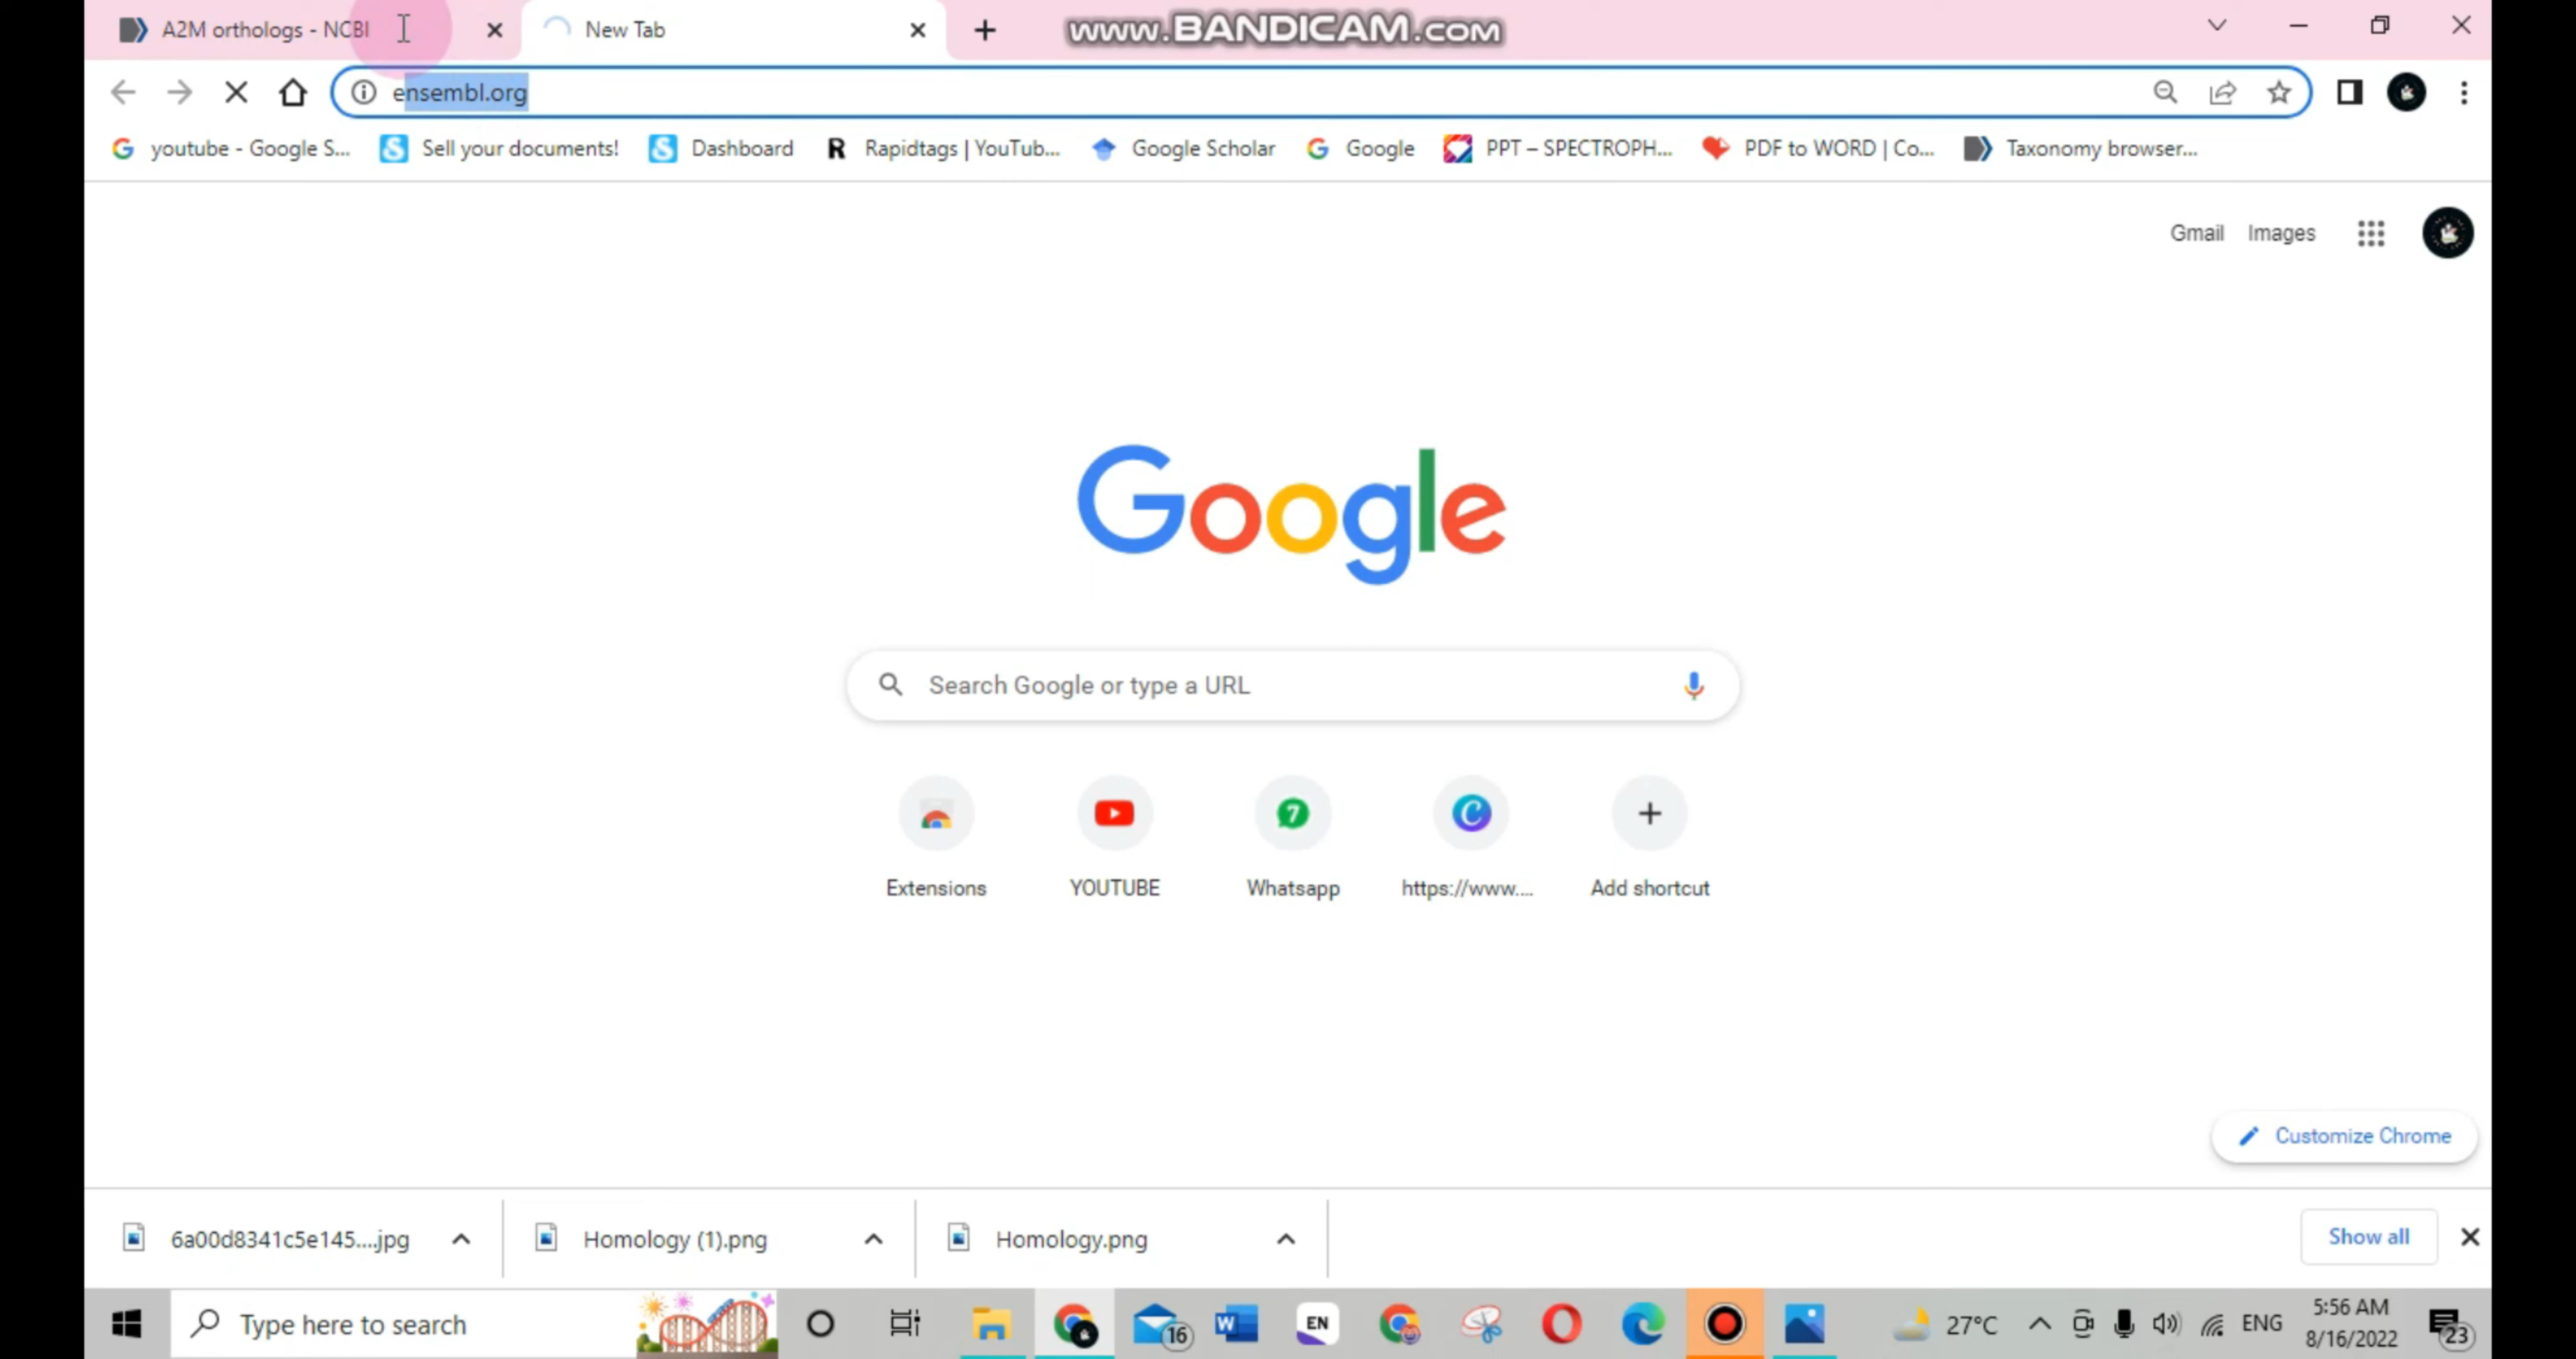 A2M orthologs - NCBI
New Tab
www.BANDICAM.com
ensembl.org
youtube - Google S...
Sell your documents!
Dashboard
Rapidtags | YouTub...
Google Scholar
Google
PPT – SPECTROPH...
PDF to WORD | Co...
Taxonomy browser...
Gmail
Images
Google
Search Google or type a URL
7
Extensions
YOUTUBE
Whatsapp
https://www....
Add shortcut
Customize Chrome
6a00d8341c5e145....jpg
Homology (1).png
Homology.png
Show all
Type here to search
16
EN
27°C
ENG
5:56 AM
8/16/2022
23